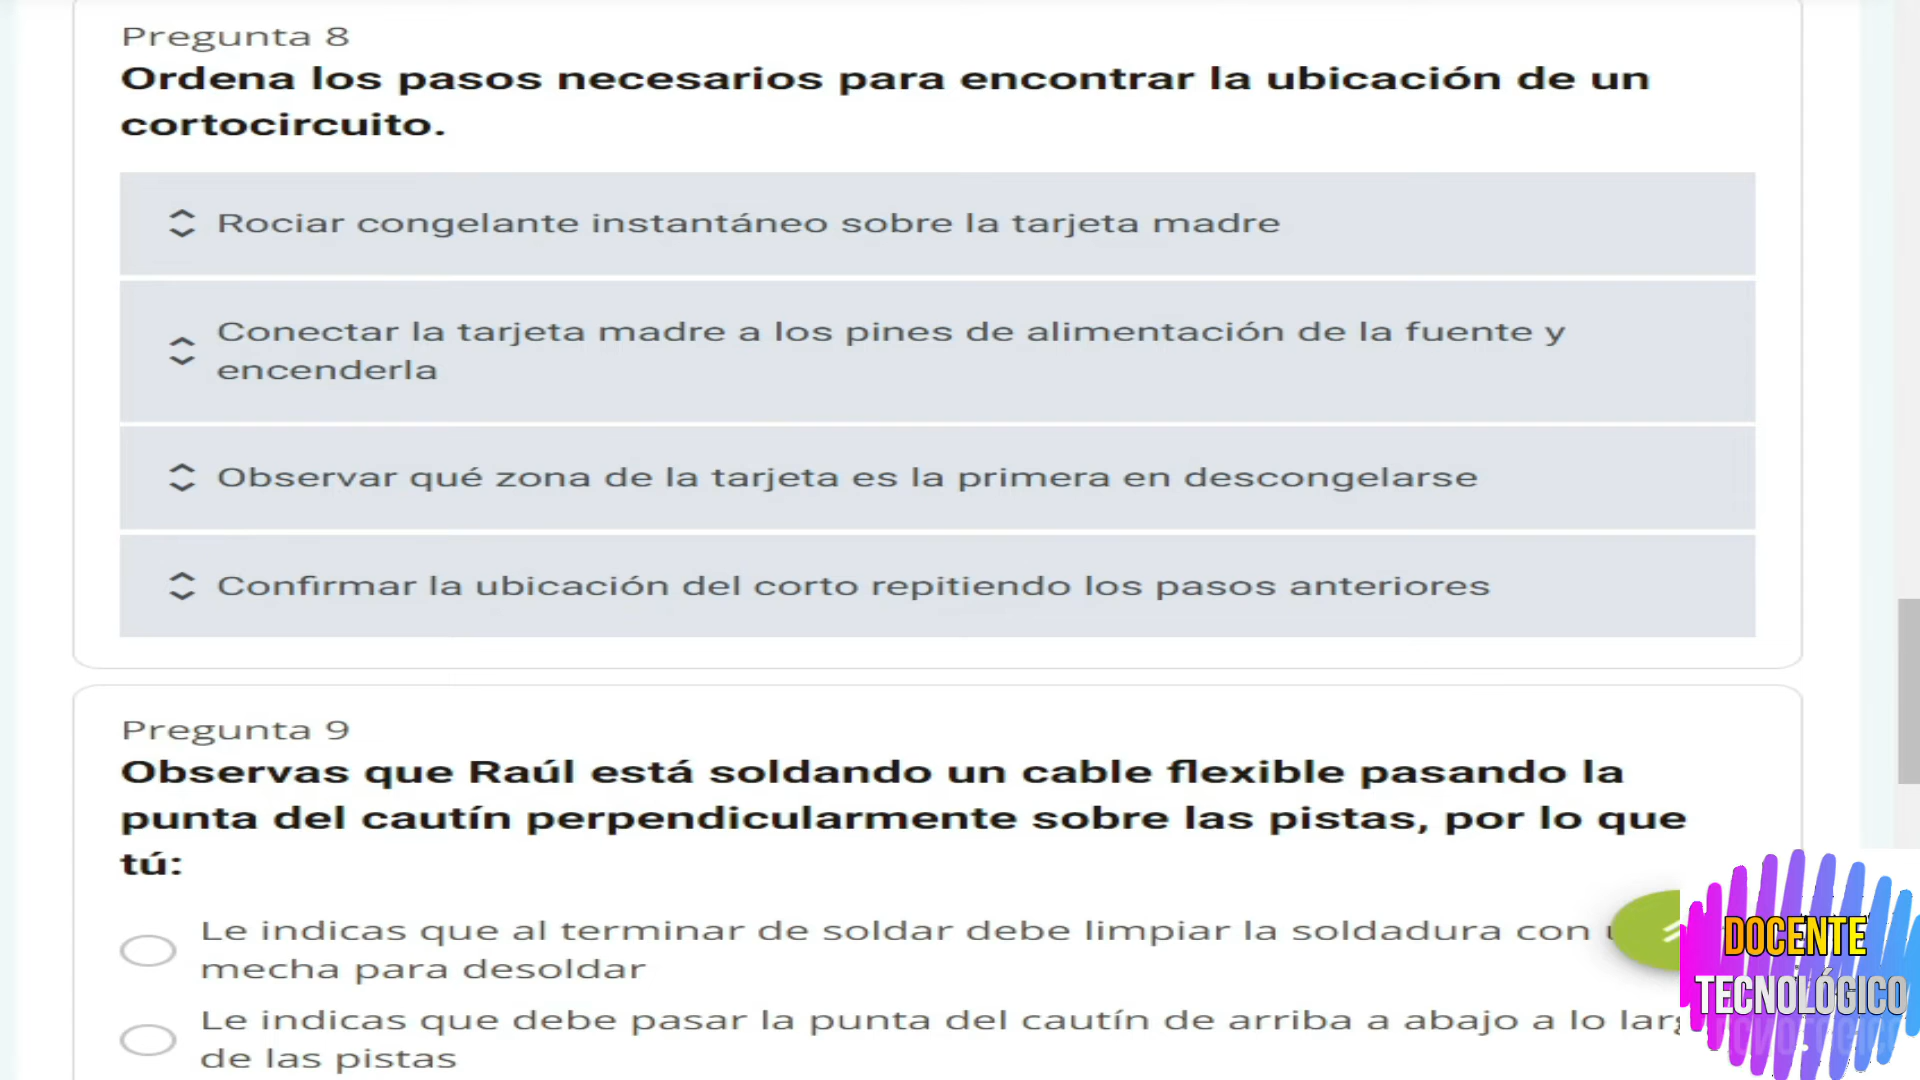 Pregunta 8
Ordena los pasos necesarios para encontrar la ubicación de un
cortocircuito.
Rociar congelante instantáneo sobre la tarjeta madre
Conectar la tarjeta madre a los pines de alimentación de la fuente y
encenderla
Observar qué zona de la tarjeta es la primera en descongelarse
Confirmar la ubicación del corto repitiendo los pasos anteriores
Pregunta 9
Observas que Raúl está soldando un cable flexible pasando la
punta del cautín perpendicularmente sobre las pistas, por lo que
tú:
Le indicas que al terminar de soldar debe limpiar la soldadura con
mecha para desoldar
Le indicas que debe pasar la punta del cautín de arriba a abajo a lo
de las pistas
DOCENTE
TECNOLÓGICO